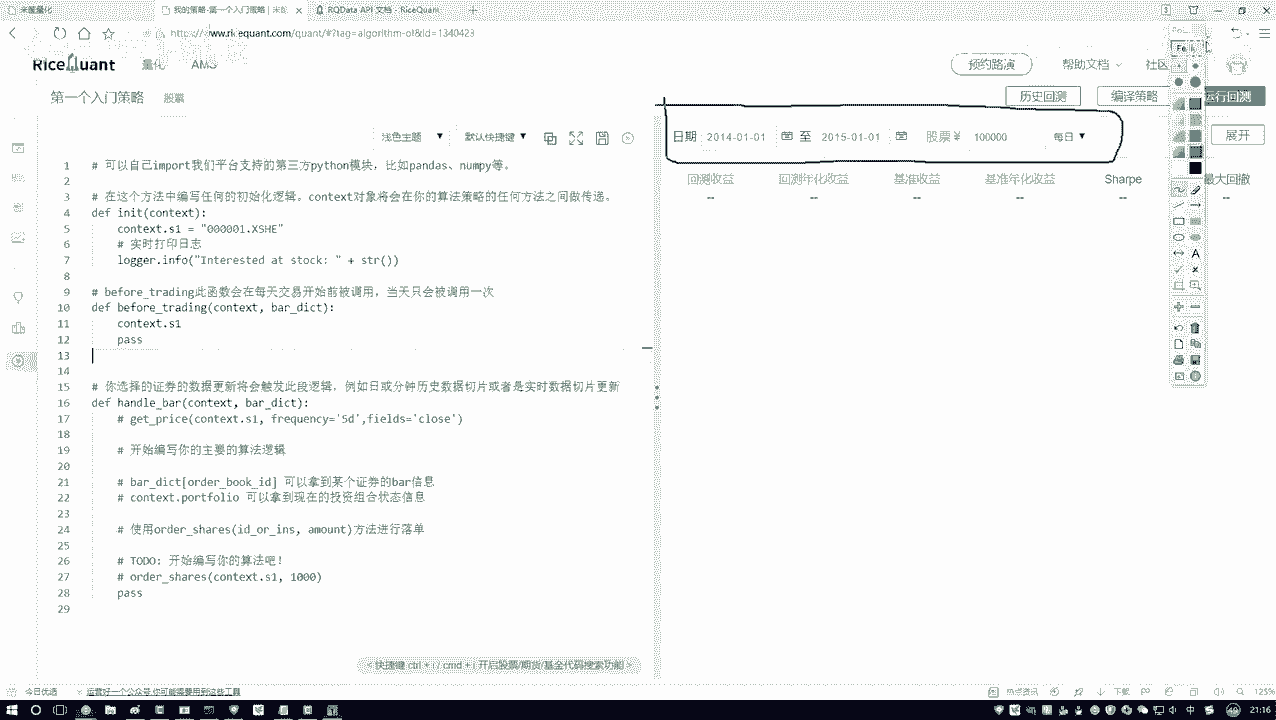 米筐量化
我的策略-第一个入门策略 | 米筐
RQData API 文档 - RiceQuant
RiceQuant
量化
预约路演
帮助文档
社区
第一个入门策略
股票
历史回测
编译策略
运行回测
浅色主题
默认快捷键
日期 2014-01-01 至 2015-01-01 股票¥ 100000 每日
展开
回测收益 回测年化收益 基准收益 基准年化收益 Sharpe 最大回撤
-- -- -- -- -- --
1 # 可以自己import我们平台支持的第三方python模块，比如pandas、numpy等。
2
3 # 在这个方法中编写任何的初始化逻辑。context对象将会在你的算法策略的任何方法之间做传递。
4 def init(context):
5 context.s1 = "000001.XSHE"
6 # 实时打印日志
7 logger.info("Interested at stock: " + str())
8
9 # before_trading此函数会在每天交易开始前被调用，当天只会被调用一次
10 def before_trading(context, bar_dict):
11 context.s1
12 pass
13
14
15 # 你选择的证券的数据更新将会触发此段逻辑，例如日或分钟历史数据切片或者是实时数据切片更新
16 def handle_bar(context, bar_dict):
17 # get_price(context.s1, frequency='5d',fields='close')
18
19 # 开始编写你的主要的算法逻辑
20
21 # bar_dict[order_book_id] 可以拿到某个证券的bar信息
22 # context.portfolio 可以拿到现在的投资组合状态信息
23
24 # 使用order_shares(id_or_ins, amount)方法进行落单
25
26 # TODO: 开始编写你的算法吧！
27 # order_shares(context.s1, 1000)
28 pass
29
开启股票/期货/基金代码搜索功能
今日优选
运营好一个公众号,你可能需要用到这些工具
热点资讯
下载
125%
中
21:16